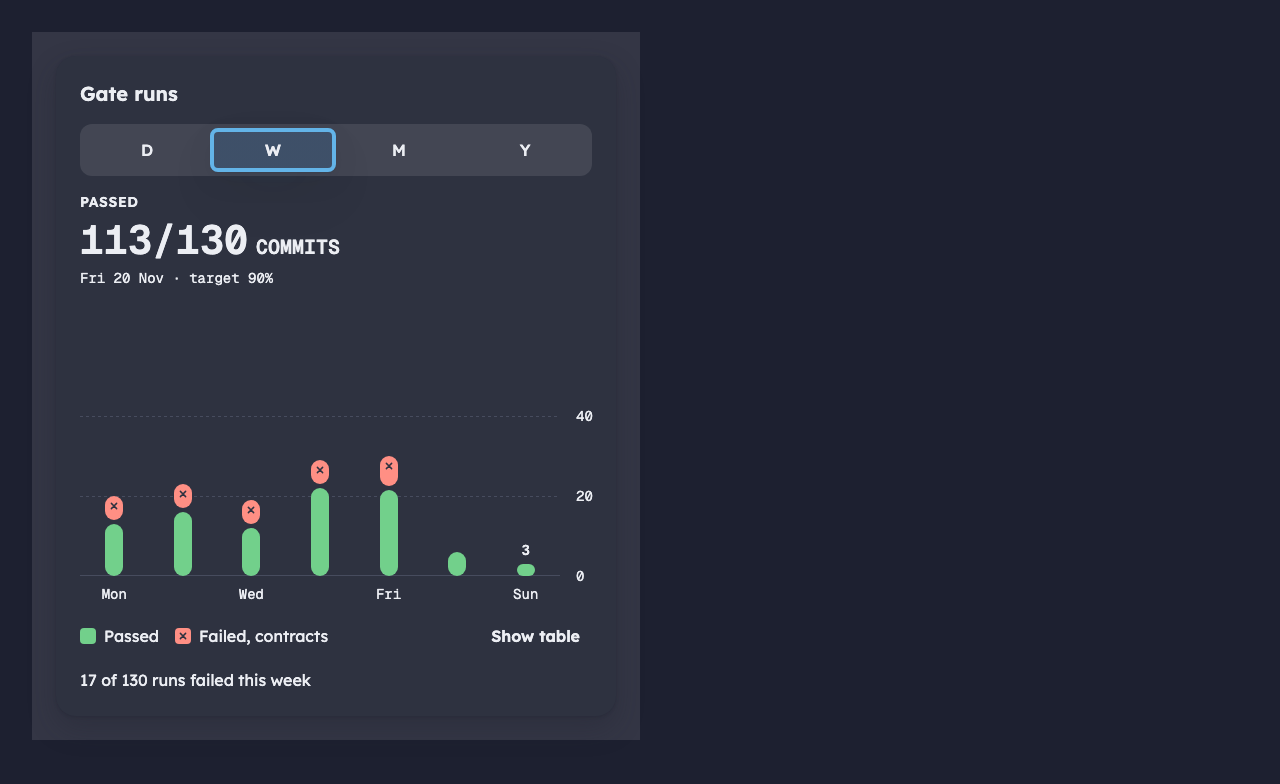 Gate runs
D W M Y
PASSED
113/130 COMMITS
Fri 20 Nov · target 90%
40
20
3
0
Mon Wed Fri Sun
Passed × Failed, contracts Show table
17 of 130 runs failed this week